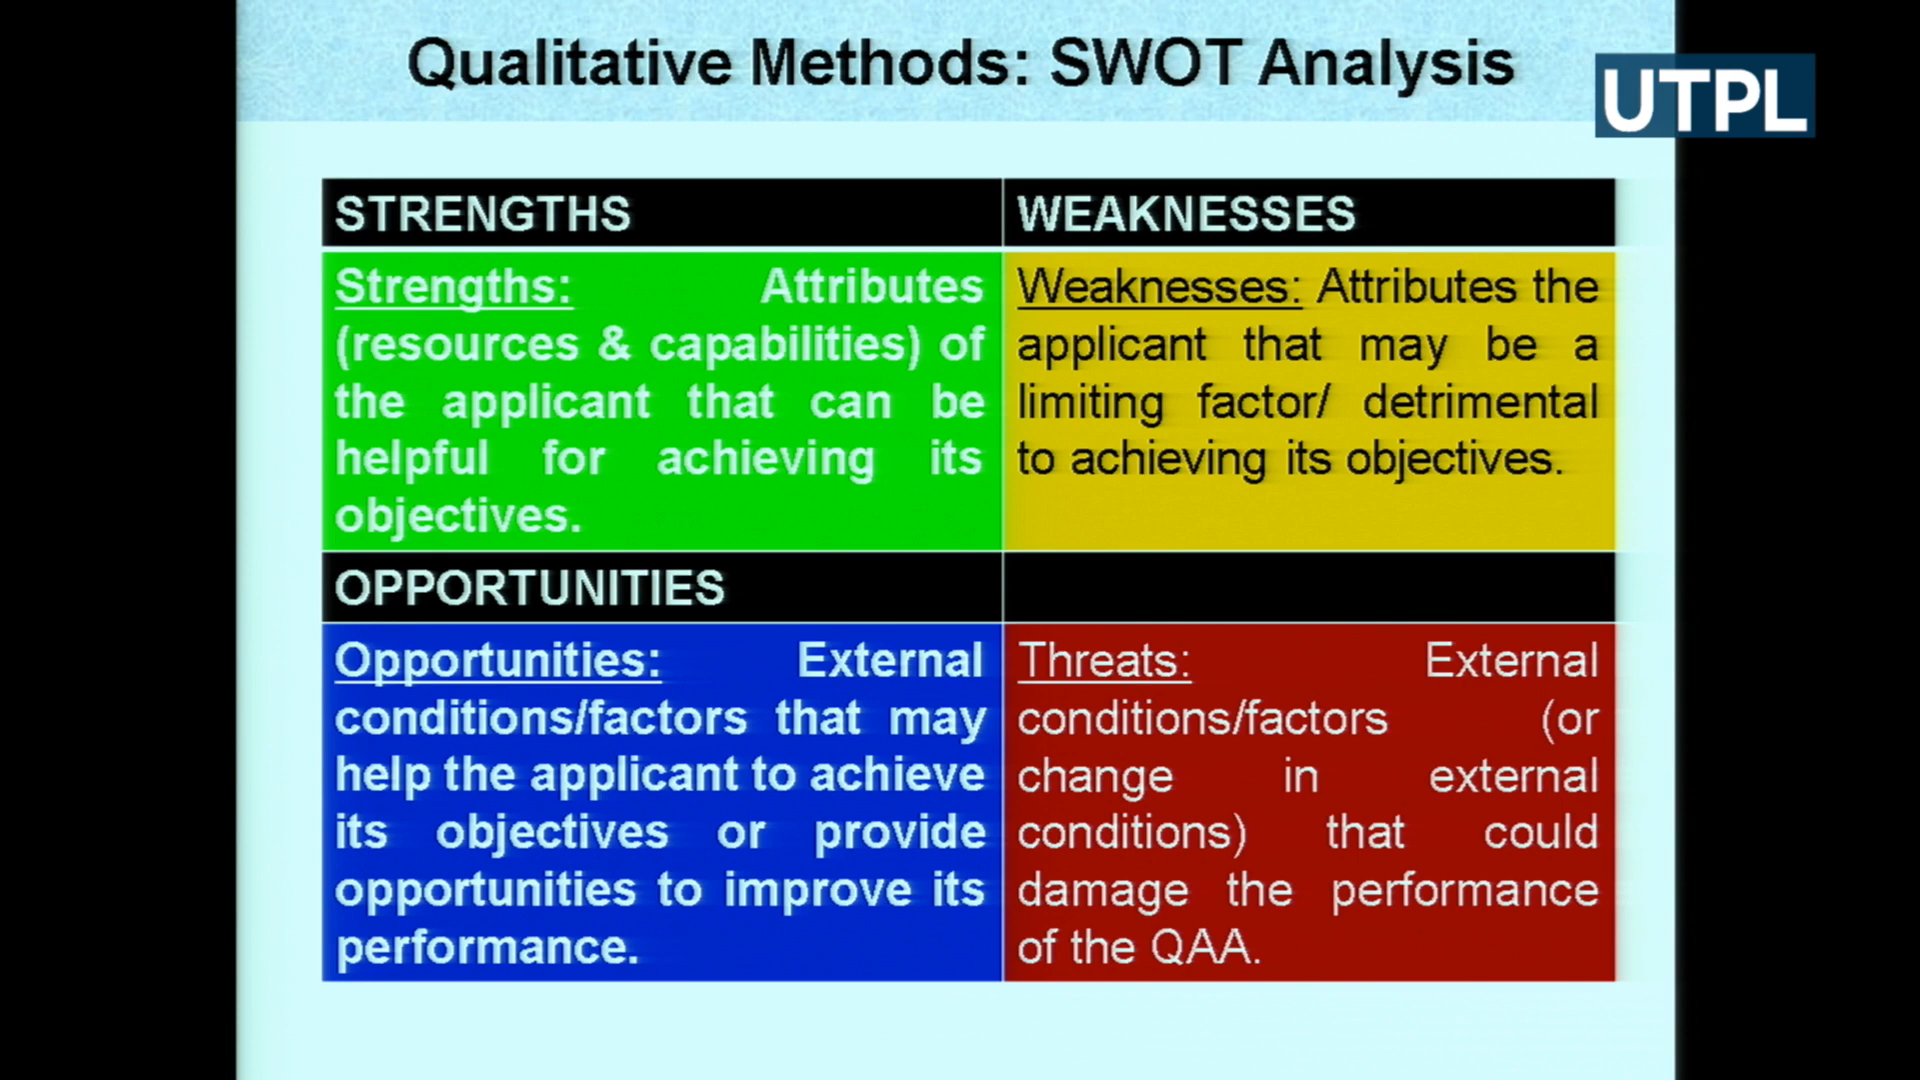 Qualitative Methods: SWOT Analysis
UTPL
STRENGTHS
WEAKNESSES
Strengths: Attributes
(resources & capabilities) of
the applicant that can be
helpful for achieving its
objectives.
Weaknesses: Attributes the
applicant that may be a
limiting factor/ detrimental
to achieving its objectives.
OPPORTUNITIES
Opportunities: External
conditions/factors that may
help the applicant to achieve
its objectives or provide
opportunities to improve its
performance.
Threats: External
conditions/factors (or
change in external
conditions) that could
damage the performance
of the QAA.